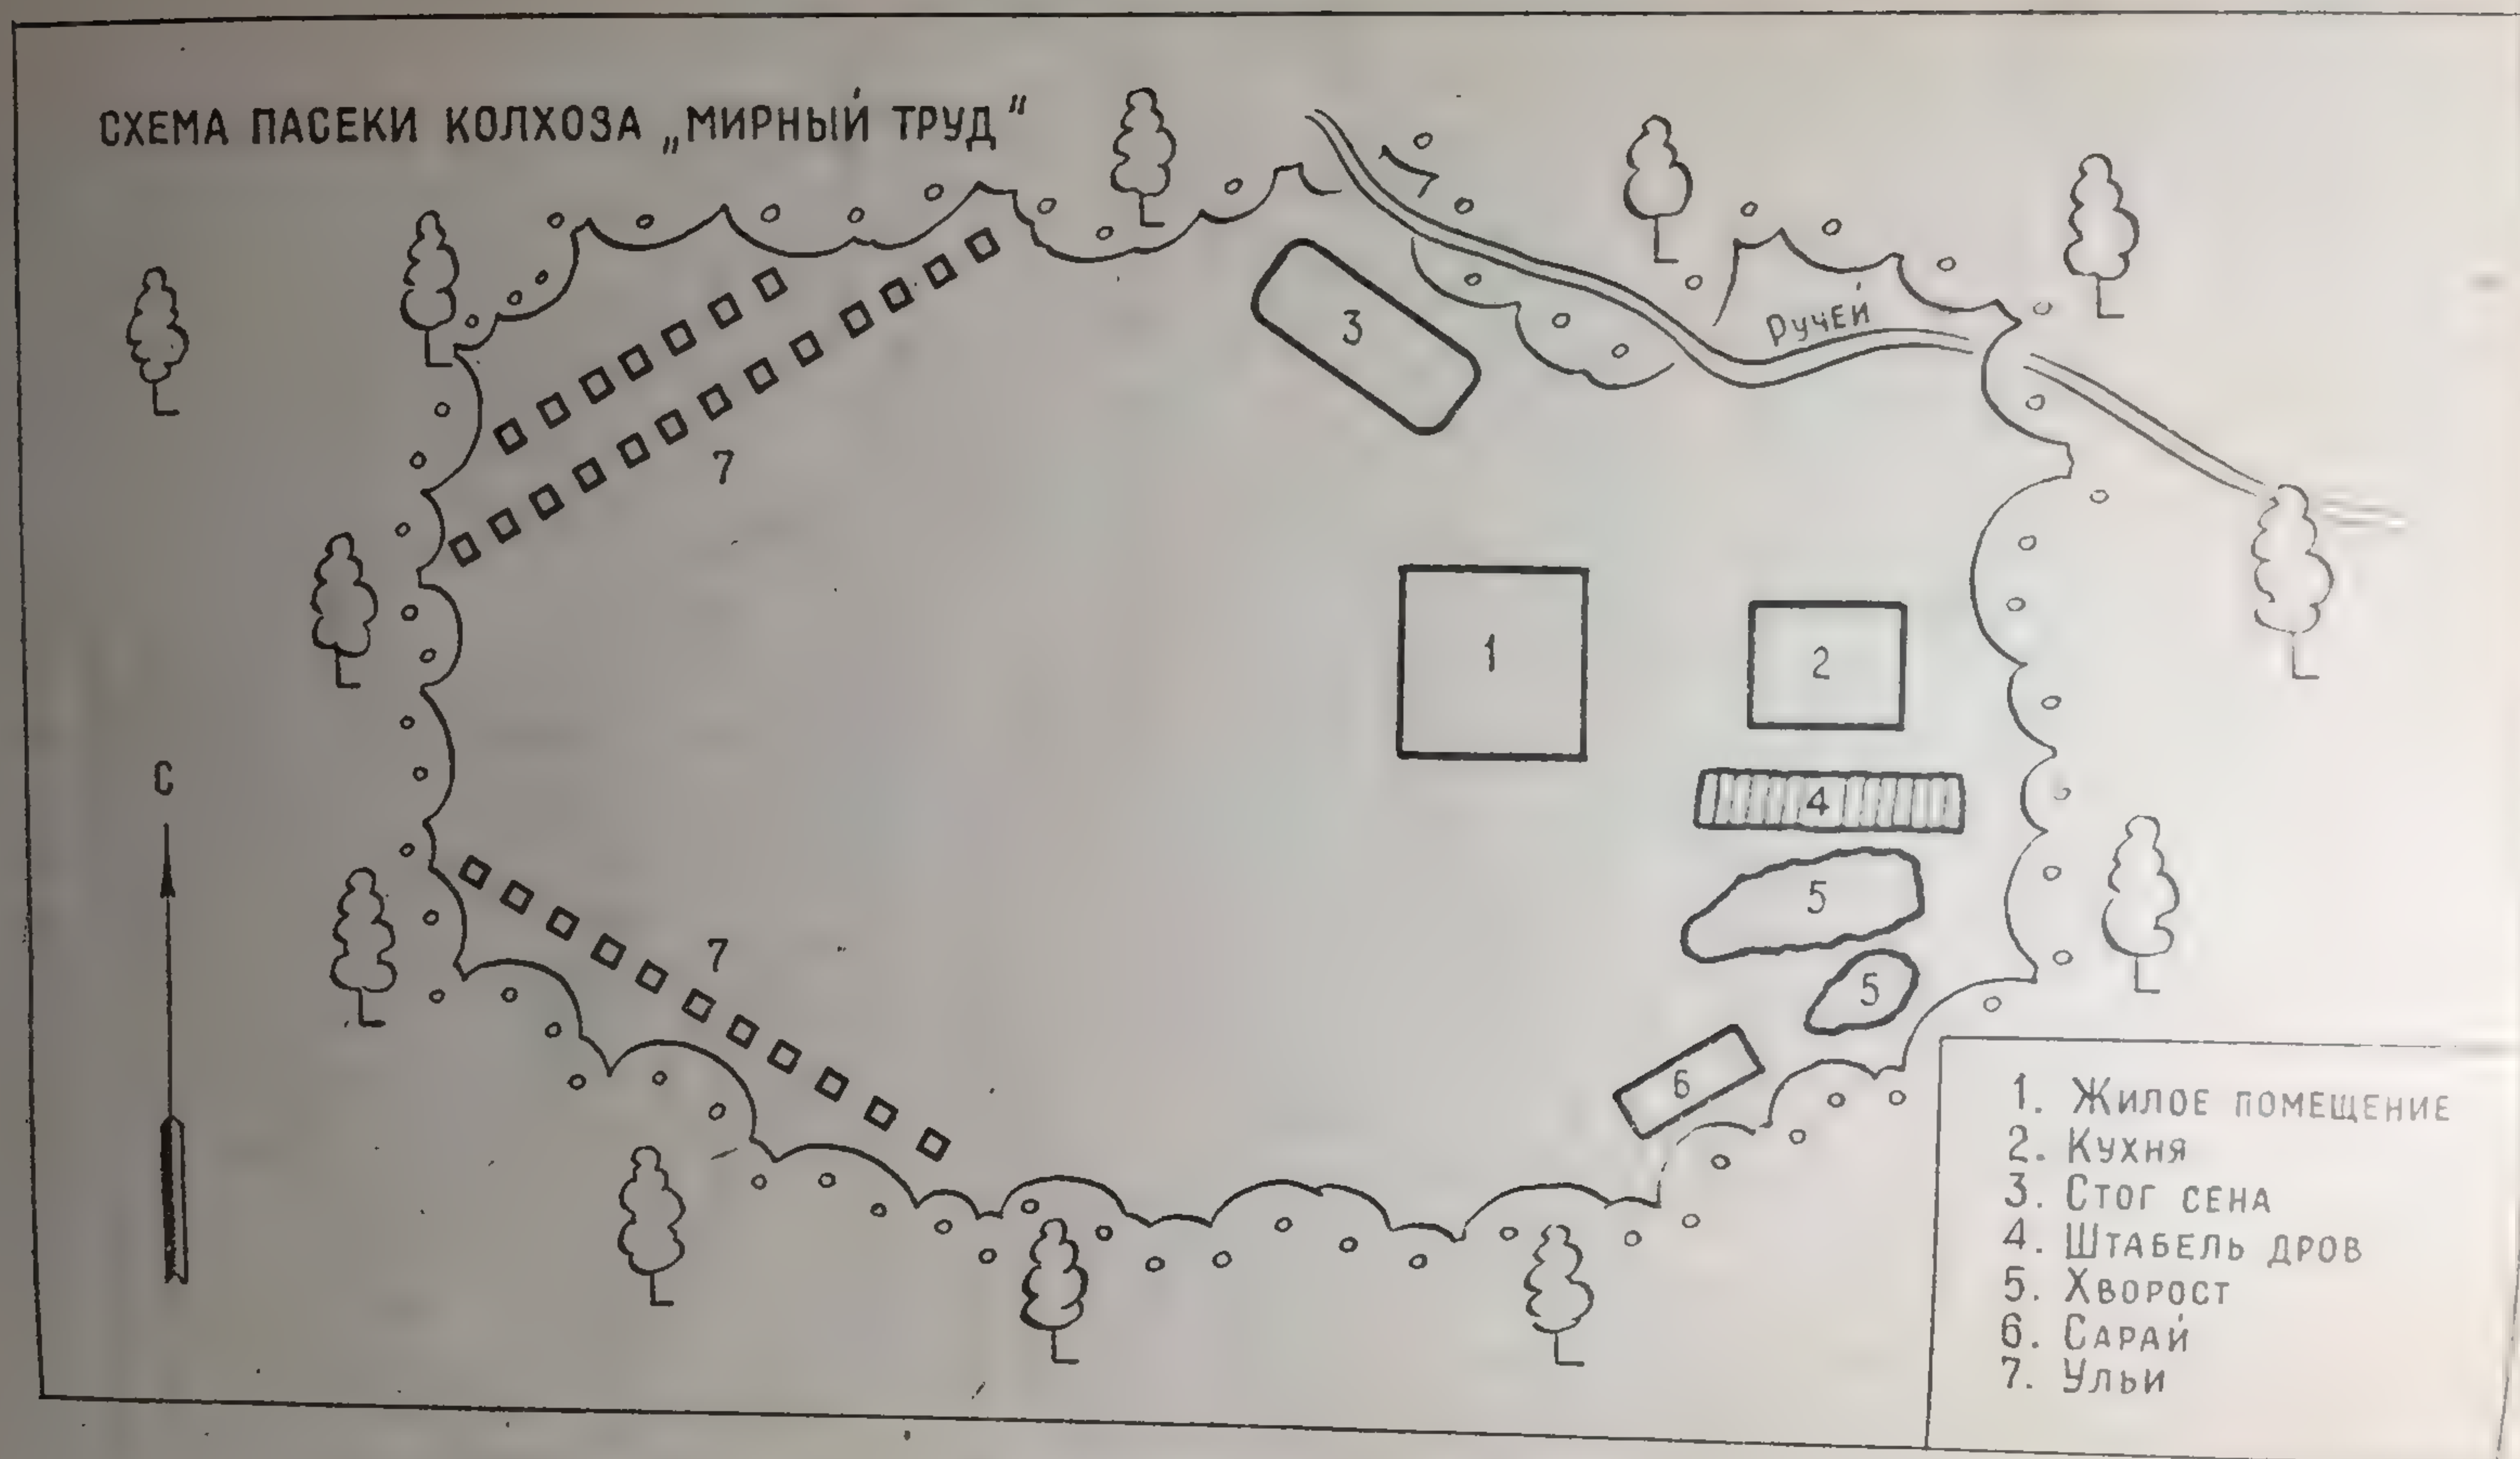 СХЕМА ПАСЕКИ КОЛХОЗА „МИРНЫЙ ТРУД"
РУЧЕЙ
3
7
1
2
С
4
5
7
5
6
1. ЖИЛОЕ ПОМЕЩЕНИЕ
2. КУХНЯ
3. СТОГ СЕНА
4. ШТАБЕЛЬ ДРОВ
5. ХВОРОСТ
6. САРАЙ
7. УЛЬИ